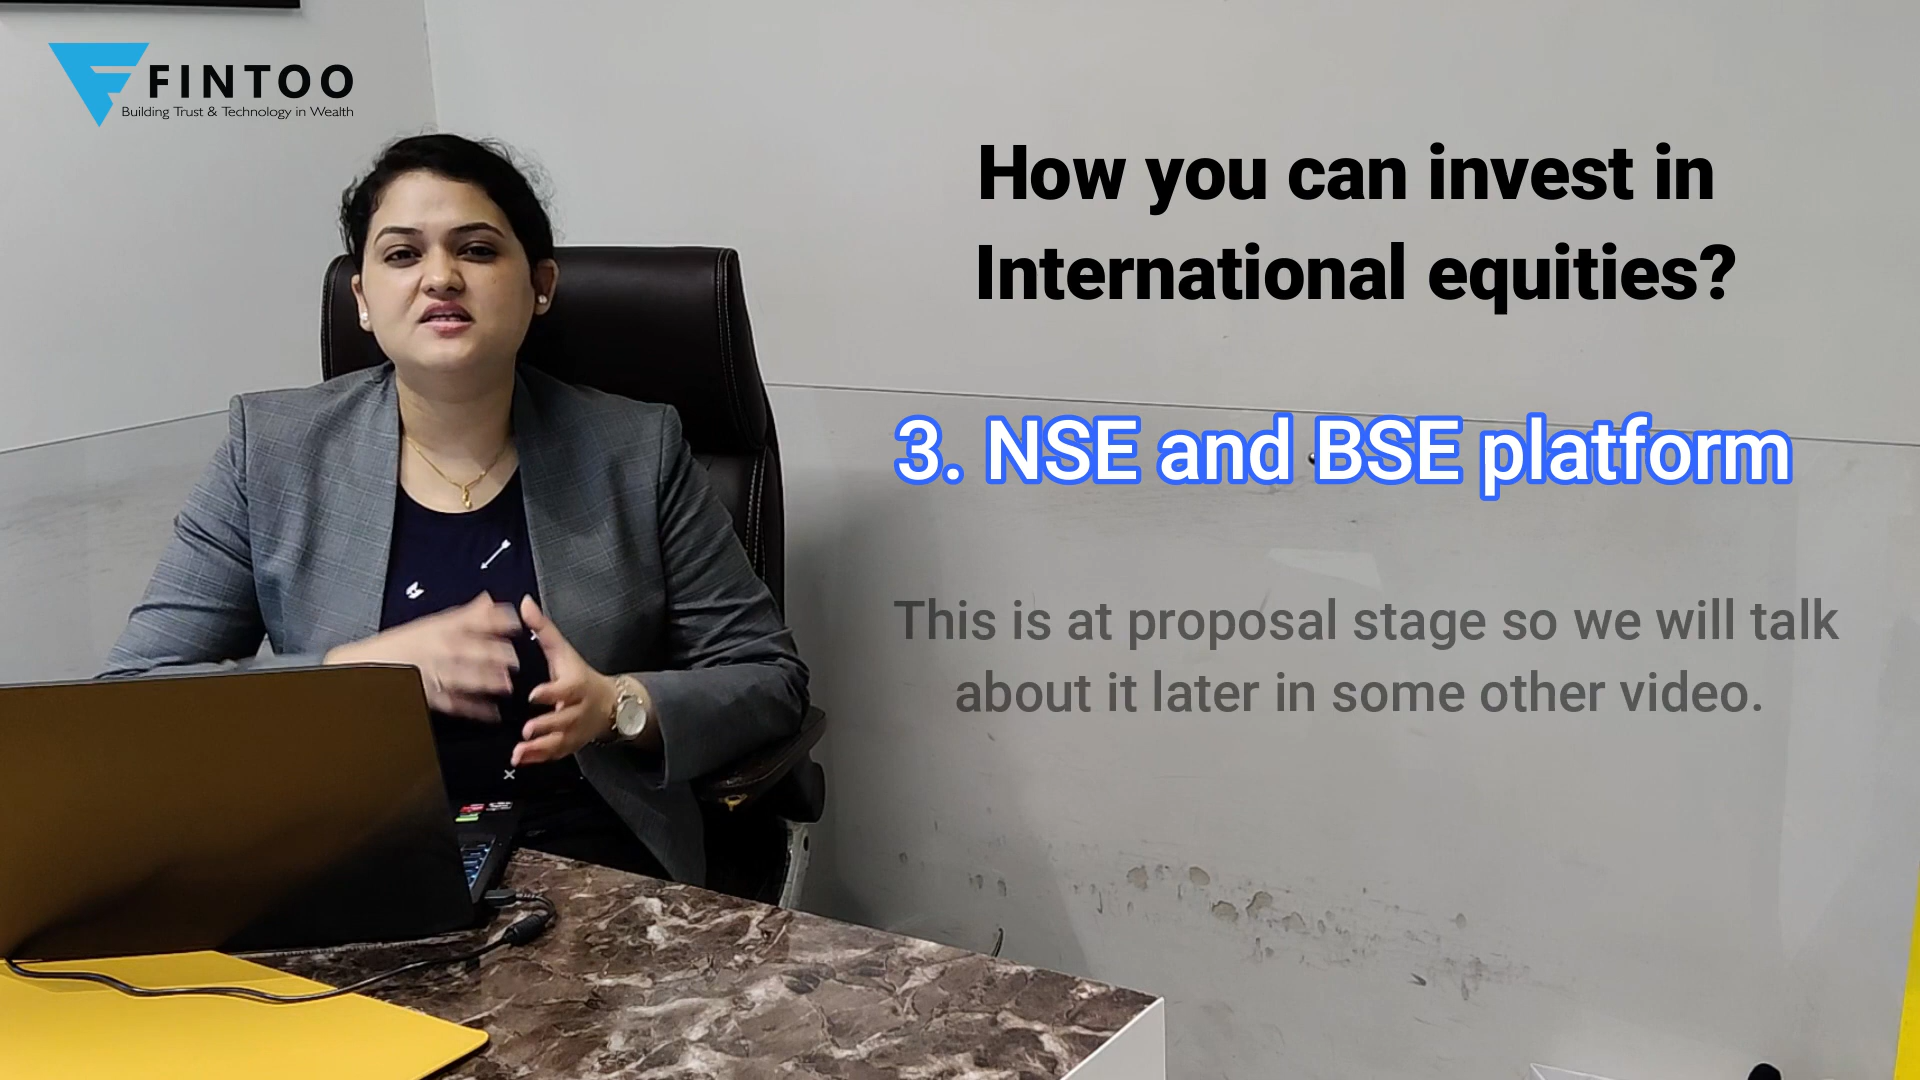 FINTOO
Building Trust & Technology in Wealth
How you can invest in
International equities?
3. NSE and BSE platform
This is at proposal stage so we will talk
about it later in some other video.